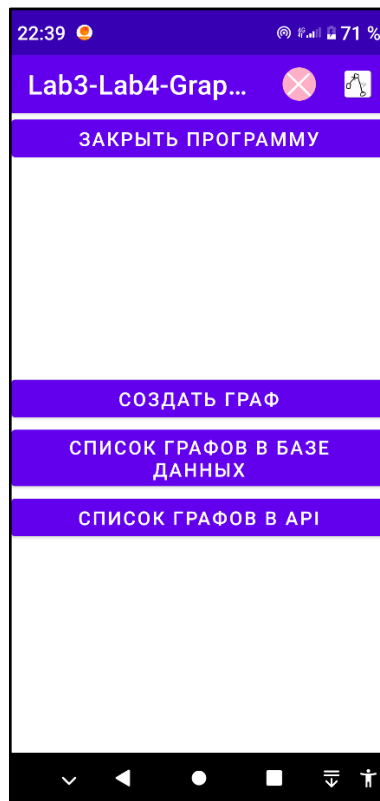 22:39 71 %
Lab3-Lab4-Grap...
ЗАКРЫТЬ ПРОГРАММУ
СОЗДАТЬ ГРАФ
СПИСОК ГРАФОВ В БАЗЕ
ДАННЫХ
СПИСОК ГРАФОВ В API